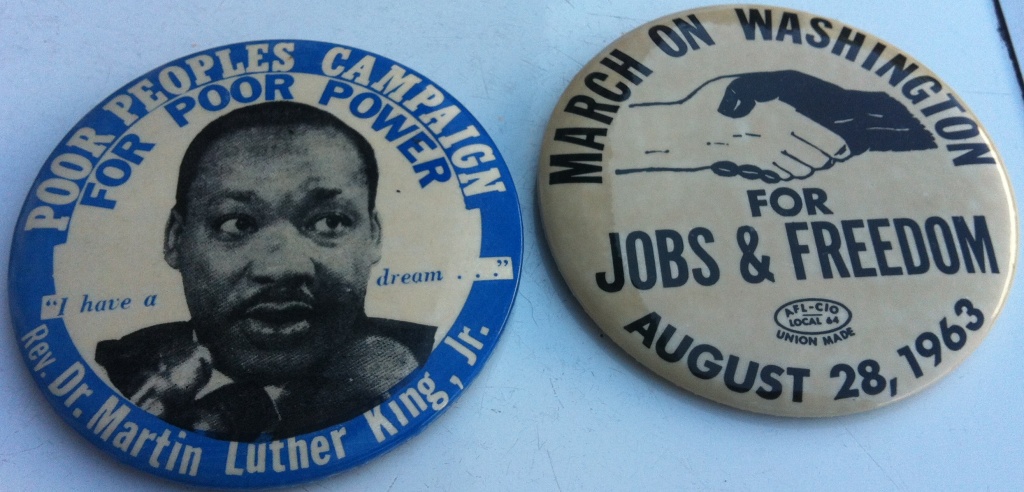 POOR PEOPLES CAMPAIGN
FOR POOR POWER
"I have a dream . . ."
Rev. Dr. Martin Luther King, Jr.
MARCH ON WASHINGTON
FOR
JOBS & FREEDOM
AFL-CIO
LOCAL 64
UNION MADE
AUGUST 28, 1963